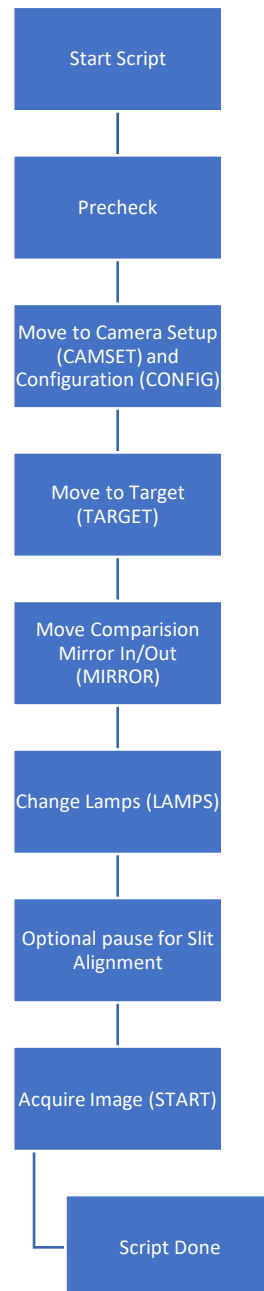 Start Script
Precheck
Move to Camera Setup
(CAMSET) and
Configuration (CONFIG)
Move to Target
(TARGET)
Move Comparision
Mirror In/Out
(MIRROR)
Change Lamps (LAMPS)
Optional pause for Slit
Alignment
Acquire Image (START)
Script Done